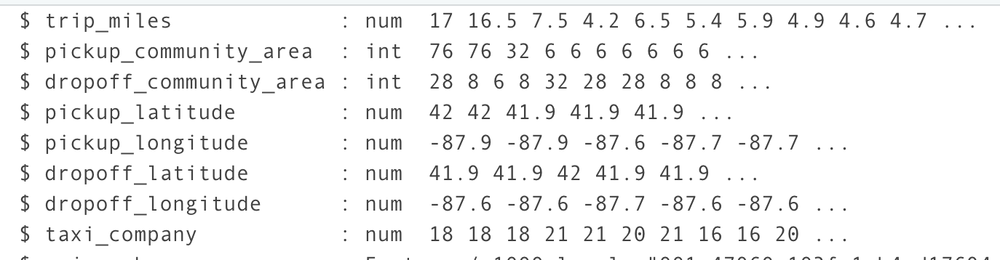 $ trip_miles : num 17 16.5 7.5 4.2 6.5 5.4 5.9 4.9 4.6 4.7 ...
$ pickup_community_area : int 76 76 32 6 6 6 6 6 6 6 ...
$ dropoff_community_area : int 28 8 6 8 32 28 28 8 8 8 ...
$ pickup_latitude : num 42 42 41.9 41.9 41.9 ...
$ pickup_longitude : num -87.9 -87.9 -87.6 -87.7 -87.7 ...
$ dropoff_latitude : num 41.9 41.9 42 41.9 41.9 ...
$ dropoff_longitude : num -87.6 -87.6 -87.7 -87.6 -87.6 ...
$ taxi_company : num 18 18 18 21 21 20 21 16 16 20 ...